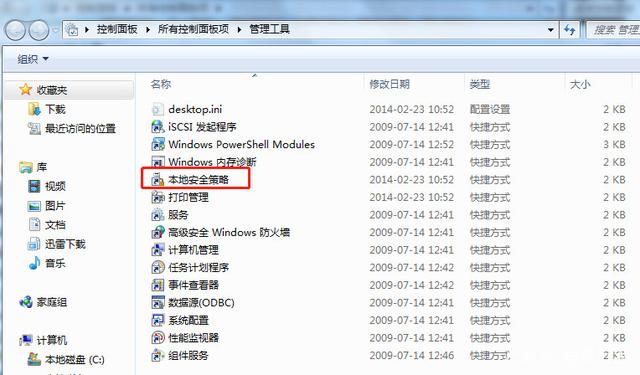 控制面板 ▸ 所有控制面板项 ▸ 管理工具
搜索 管理
组织
名称 修改日期 类型 大小
desktop.ini 2014-02-23 10:52 配置设置 2 KB
iSCSI 发起程序 2009-07-14 12:41 快捷方式 2 KB
Windows PowerShell Modules 2009-07-14 12:52 快捷方式 3 KB
Windows 内存诊断 2009-07-14 12:41 快捷方式 2 KB
本地安全策略 2014-02-23 10:52 快捷方式 2 KB
打印管理 2014-02-23 10:52 快捷方式 2 KB
服务 2009-07-14 12:41 快捷方式 2 KB
高级安全 Windows 防火墙 2009-07-14 12:41 快捷方式 2 KB
计算机管理 2009-07-14 12:41 快捷方式 2 KB
任务计划程序 2009-07-14 12:42 快捷方式 2 KB
事件查看器 2009-07-14 12:42 快捷方式 2 KB
数据源(ODBC) 2009-07-14 12:41 快捷方式 2 KB
系统配置 2009-07-14 12:41 快捷方式 2 KB
性能监视器 2009-07-14 12:41 快捷方式 2 KB
组件服务 2009-07-14 12:46 快捷方式 2 KB
收藏夹
下载
最近访问的位置
库
视频
图片
文档
迅雷下载
音乐
家庭组
计算机
本地磁盘 (C:)